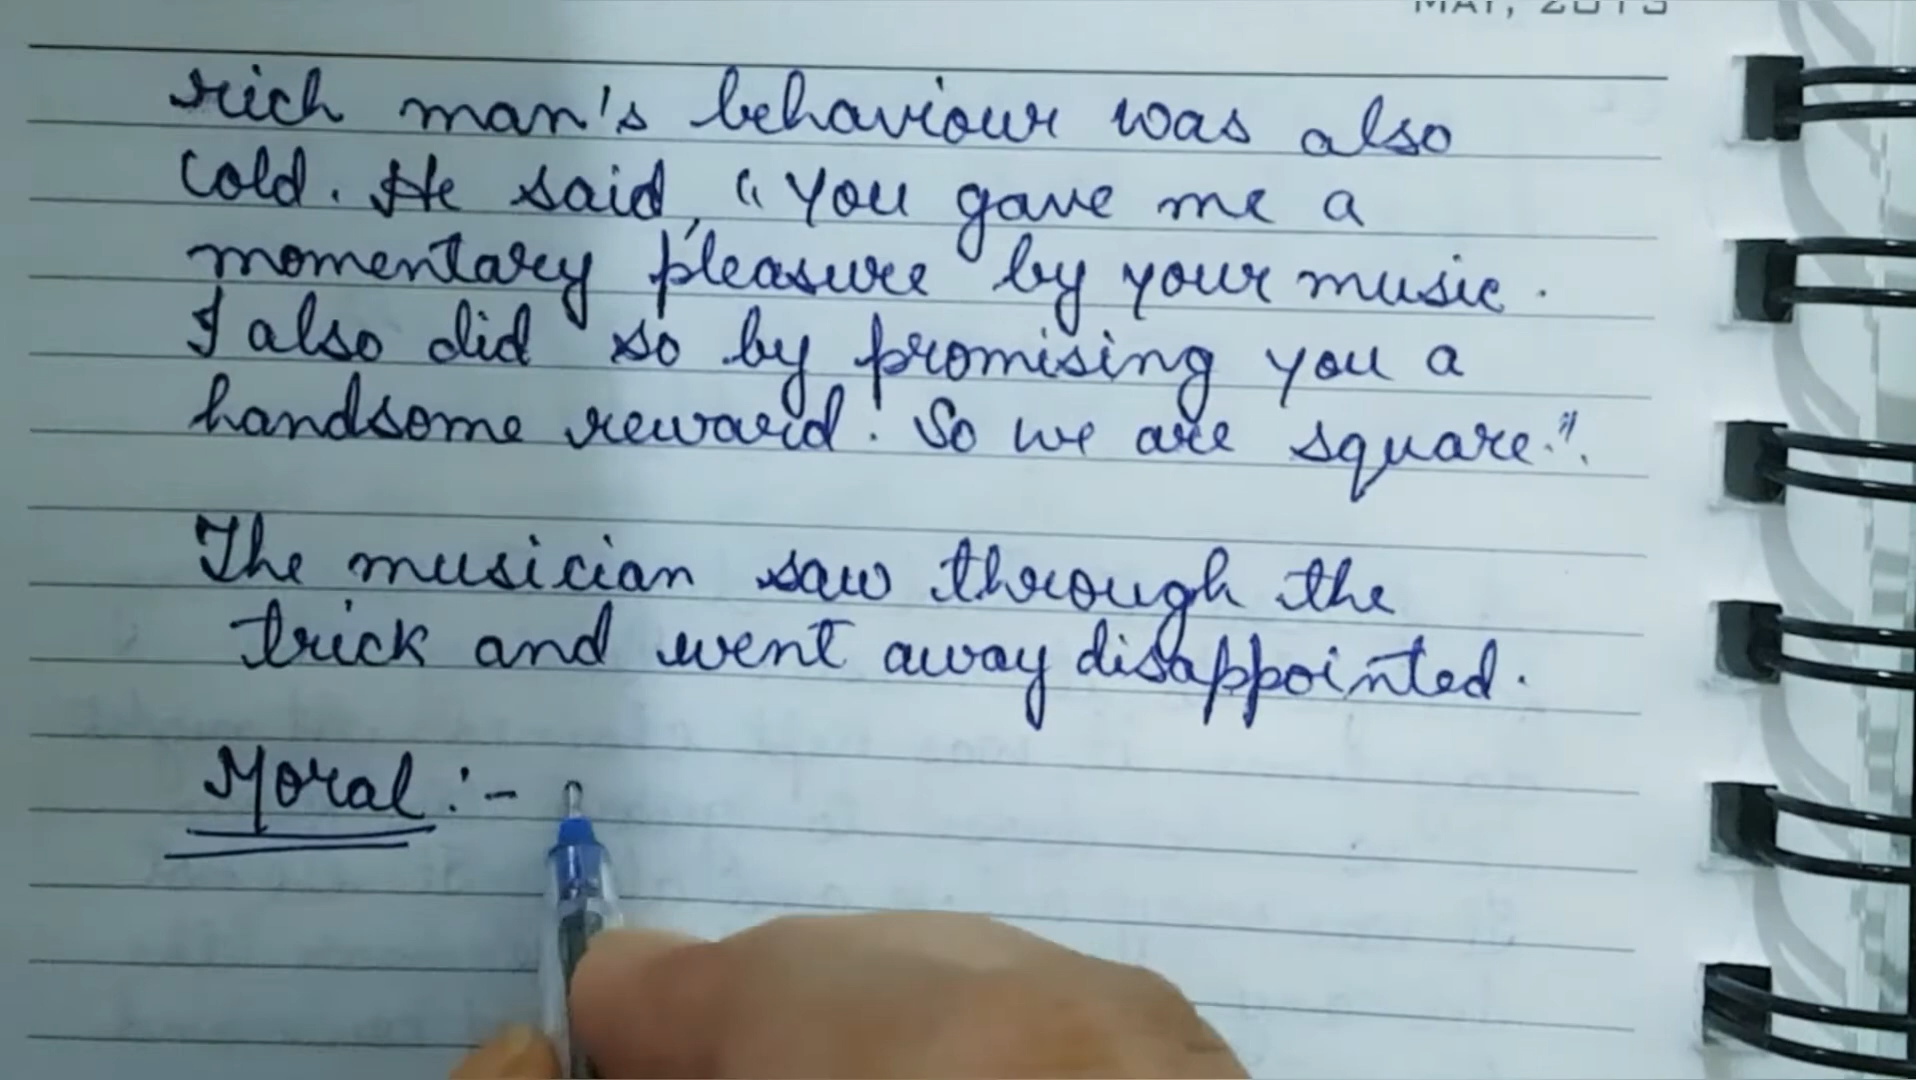 MAY, 2013
rich man's behaviour was also
cold. He said, "You gave me a
momentary pleasure by your music.
I also did so by promising you a
handsome reward. So we are square.".
The musician saw through the
trick and went away disappointed.
Moral:-